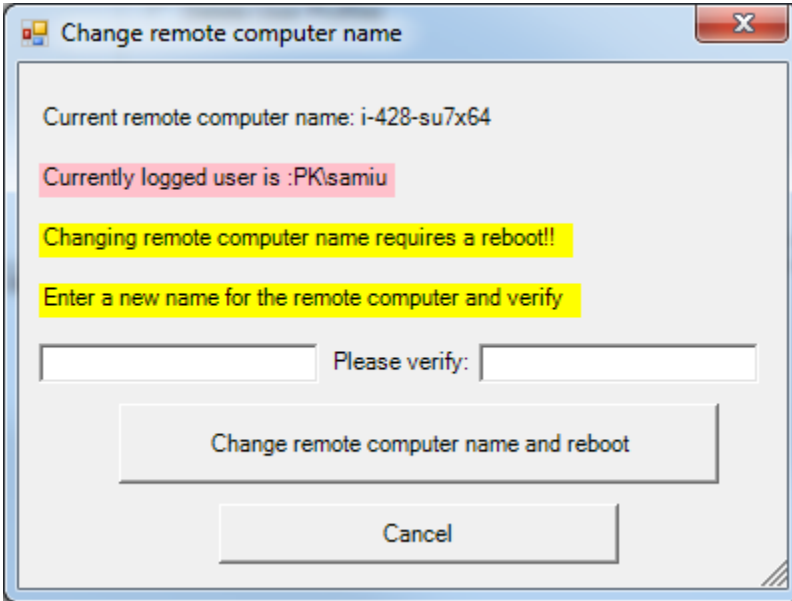 Change remote computer name
Current remote computer name: i-428-su7x64
Currently logged user is :PK\samiu
Changing remote computer name requires a reboot!!
Enter a new name for the remote computer and verify
Please verify:
Change remote computer name and reboot
Cancel